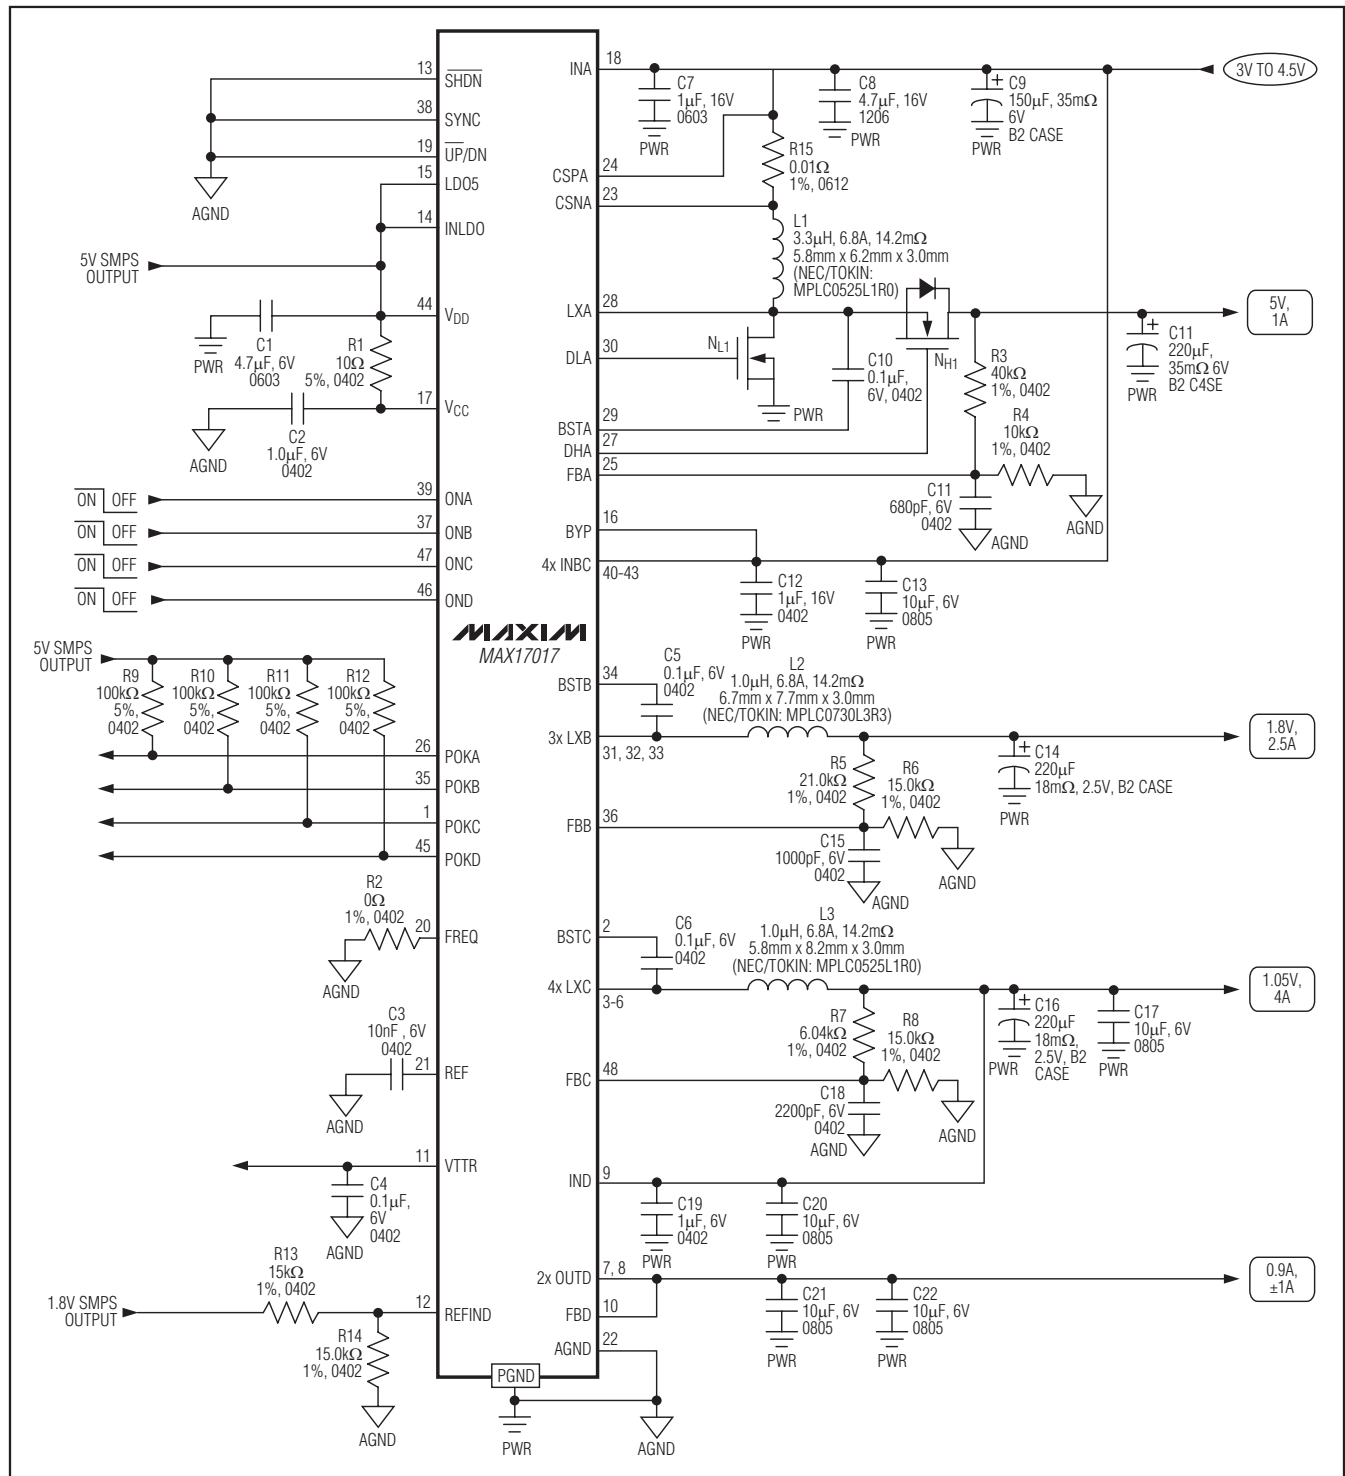 13
SHDN
38
SYNC
19
UP/DN
AGND
15
LDO5
14
INLDO
5V SMPS
OUTPUT
44
VDD
PWR
C1
4.7µF, 6V
0603
R1
10Ω
5%, 0402
17
VCC
AGND
C2
1.0µF, 6V
0402
ON OFF
39
ONA
ON OFF
37
ONB
ON OFF
47
ONC
ON OFF
46
OND
MAXIM
MAX17017
5V SMPS
OUTPUT
R9
100kΩ
5%,
0402
R10
100kΩ
5%,
0402
R11
100kΩ
5%,
0402
R12
100kΩ
5%,
0402
26
POKA
35
POKB
1
POKC
45
POKD
R2
0Ω
1%, 0402
20
FREQ
AGND
C3
10nF, 6V
0402
21
REF
AGND
11
VTTR
C4
0.1µF,
6V
0402
AGND
R13
15kΩ
1%, 0402
1.8V SMPS
OUTPUT
12
REFIND
R14
15.0kΩ
1%, 0402
AGND
PGND
PWR
18
INA
C7
1µF, 16V
0603
PWR
C8
4.7µF, 16V
1206
PWR
+
C9
150µF, 35mΩ
6V
B2 CASE
PWR
3V TO 4.5V
24
CSPA
R15
0.01Ω
1%, 0612
23
CSNA
L1
3.3µH, 6.8A, 14.2mΩ
5.8mm x 6.2mm x 3.0mm
(NEC/TOKIN:
MPLC0525L1R0)
28
LXA
30
DLA
NL1
PWR
C10
0.1µF,
6V, 0402
NH1
R3
40kΩ
1%, 0402
+
C11
220µF,
35mΩ 6V
B2 C4SE
PWR
5V,
1A
29
BSTA
27
DHA
25
FBA
R4
10kΩ
1%, 0402
AGND
C11
680pF, 6V
0402
AGND
16
BYP
4x INBC
40-43
C12
1µF, 16V
0402
PWR
C13
10µF, 6V
0805
PWR
34
BSTB
C5
0.1µF, 6V
0402
L2
1.0µH, 6.8A, 14.2mΩ
6.7mm x 7.7mm x 3.0mm
(NEC/TOKIN: MPLC0730L3R3)
3x LXB
31, 32, 33
R5
21.0kΩ
1%, 0402
R6
15.0kΩ
1%, 0402
+
C14
220µF
18mΩ, 2.5V, B2 CASE
PWR
1.8V,
2.5A
36
FBB
C15
1000pF, 6V
0402
AGND
AGND
2
BSTC
C6
0.1µF, 6V
0402
L3
1.0µH, 6.8A, 14.2mΩ
5.8mm x 8.2mm x 3.0mm
(NEC/TOKIN: MPLC0525L1R0)
4x LXC
3-6
R7
6.04kΩ
1%, 0402
R8
15.0kΩ
1%, 0402
+
C16
220µF
18mΩ,
2.5V, B2
CASE
PWR
C17
10µF, 6V
0805
PWR
1.05V,
4A
48
FBC
C18
2200pF, 6V
0402
AGND
AGND
9
IND
C19
1µF, 6V
0402
PWR
C20
10µF, 6V
0805
PWR
2x OUTD
7, 8
10
FBD
C21
10µF, 6V
0805
PWR
C22
10µF, 6V
0805
PWR
0.9A,
±1A
22
AGND
AGND